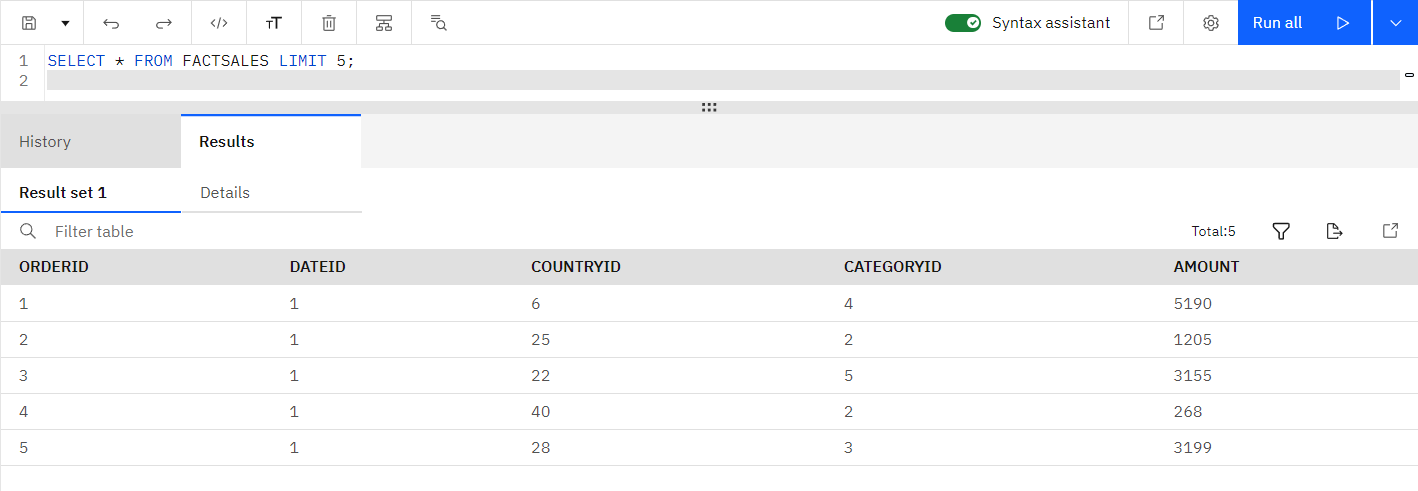 </> TT Syntax assistant Run all
1 SELECT * FROM FACTSALES LIMIT 5;
2
History Results
Result set 1 Details
Filter table Total:5
ORDERID DATEID COUNTRYID CATEGORYID AMOUNT
1 1 6 4 5190
2 1 25 2 1205
3 1 22 5 3155
4 1 40 2 268
5 1 28 3 3199